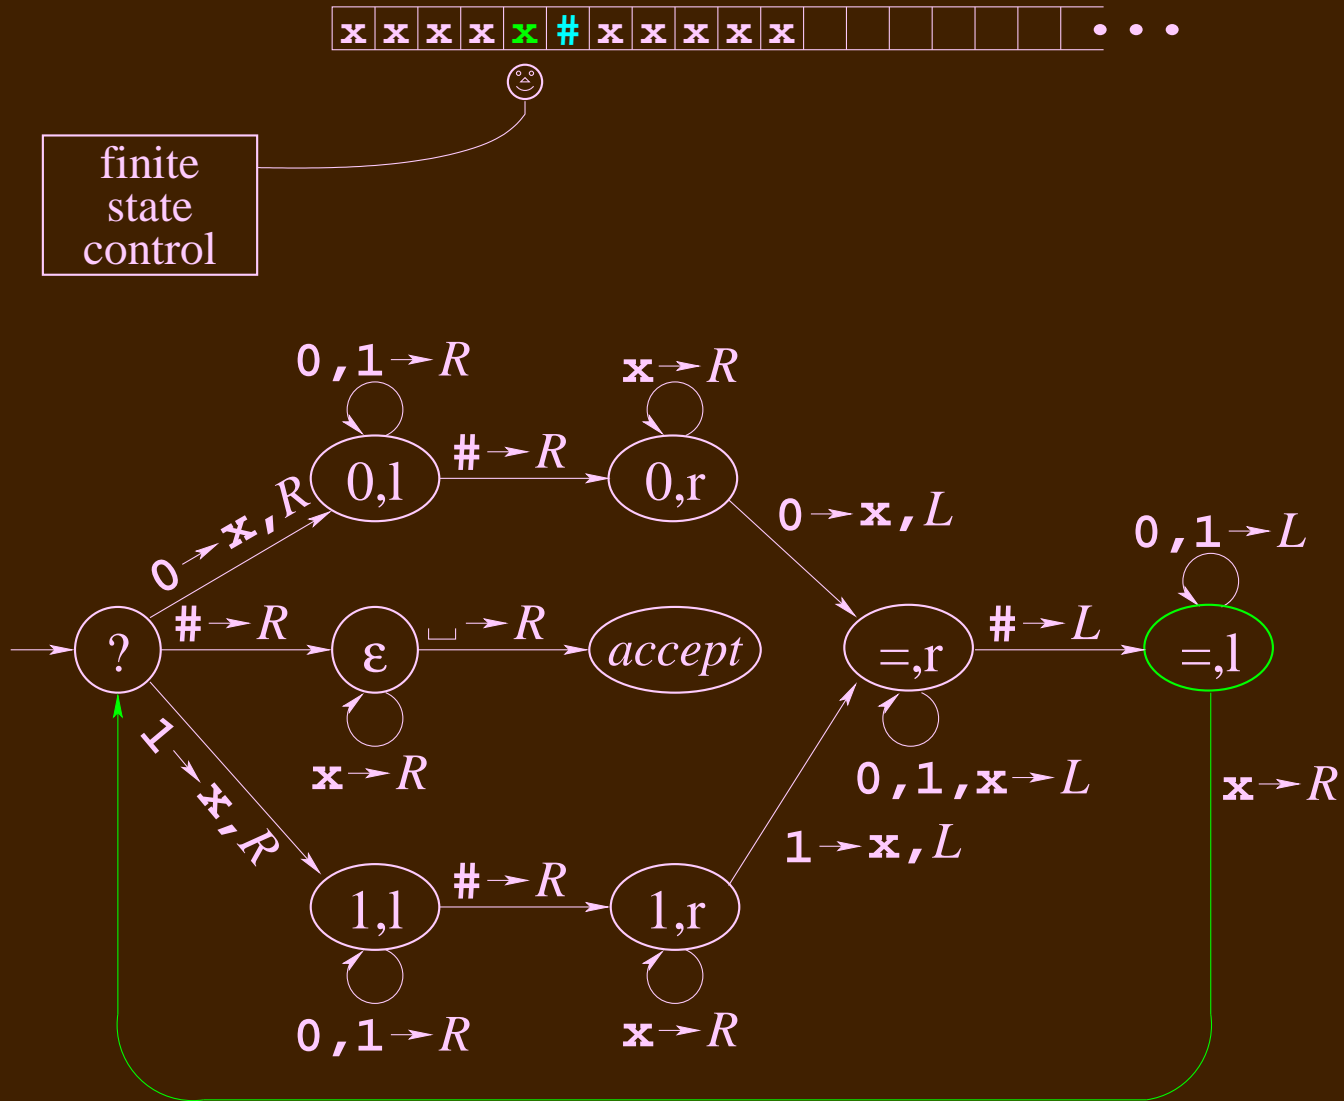 x x x x x # x x x x x • • •
finite
state
control
0,1→R
x→R
0,l
#→R
0,r
0→x,R
0→x,L
0,1→L
?
#→R
ε
␣→R
accept
=,r
#→L
=,l
x→R
0,1,x→L
x→R
1→x,R
1→x,L
1,l
#→R
1,r
0,1→R
x→R